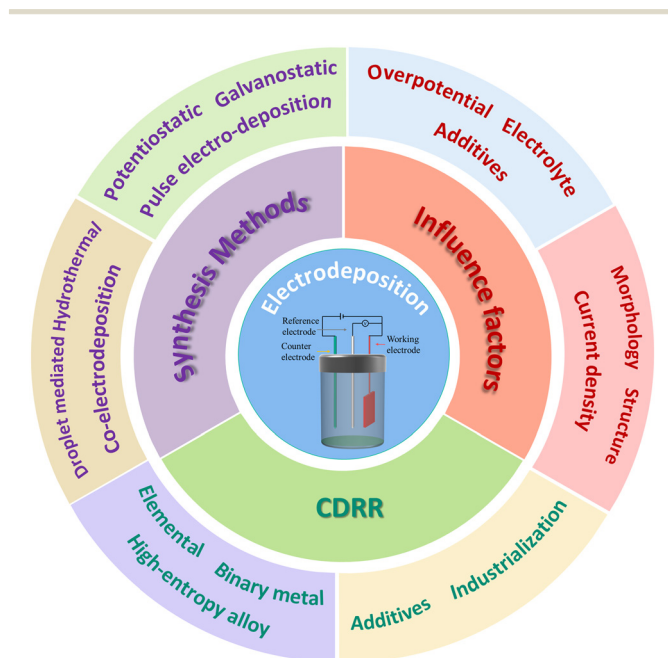 Potentiostatic Galvanostatic
Pulse electro-deposition
Overpotential Electrolyte
Additives
Morphology Structure
Current density
Additives Industrialization
Elemental Binary metal
High-entropy alloy
Droplet mediated Hydrothermal/
Co-electrodeposition
Synthesis Methods
Influence factors
CDRR
Electrodeposition
Reference
electrode
Counter
electrode
Working
electrode